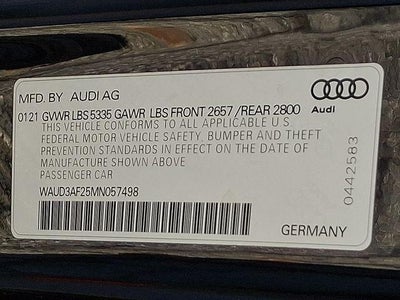 MFD. BY AUDI AG
0121 GVWR LBS 5335 GAWR LBS FRONT 2657 /REAR 2800
THIS VEHICLE CONFORMS TO ALL APPLICABLE U S
FEDERAL MOTOR VEHICLE SAFETY, BUMPER AND THEFT
PREVENTION STANDARDS IN EFFECT ON THE DATE OF
MANUFACTURE SHOWN ABOVE.
PASSENGER CAR
WAUD3AF25MN057498
Audi
0442583
GERMANY